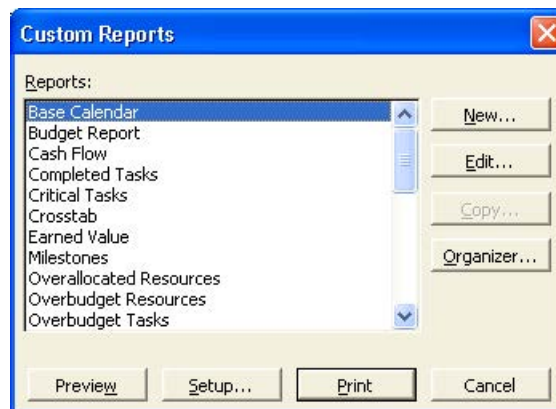 Custom Reports
Reports:
Base Calendar
Budget Report
Cash Flow
Completed Tasks
Critical Tasks
Crosstab
Earned Value
Milestones
Overallocated Resources
Overbudget Resources
Overbudget Tasks
New...
Edit...
Copy...
Organizer...
Preview
Setup...
Print
Cancel